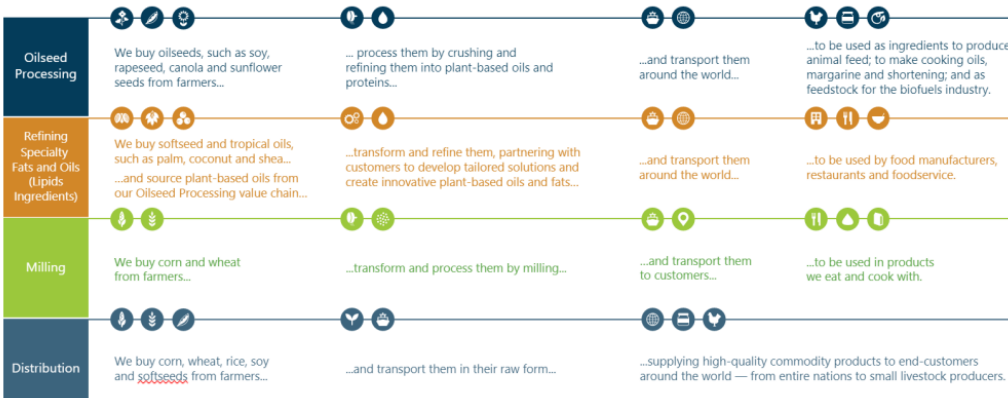 Oilseed
Processing
We buy oilseeds, such as soy,
rapeseed, canola and sunflower
seeds from farmers...
... process them by crushing and
refining them into plant-based oils and
proteins...
...and transport them
around the world...
...to be used as ingredients to produce
animal feed; to make cooking oils,
margarine and shortening; and as
feedstock for the biofuels industry.
Refining
Specialty
Fats and Oils
(Lipids
Ingredients)
We buy softseed and tropical oils,
such as palm, coconut and shea...
...and source plant-based oils from
our Oilseed Processing value chain...
...transform and refine them, partnering with
customers to develop tailored solutions and
create innovative plant-based oils and fats...
...and transport them
around the world...
...to be used by food manufacturers,
restaurants and foodservice.
Milling
We buy corn and wheat
from farmers...
...transform and process them by milling...
...and transport them
to customers...
...to be used in products
we eat and cook with.
Distribution
We buy corn, wheat, rice, soy
and softseeds from farmers...
...and transport them in their raw form...
...supplying high-quality commodity products to end-customers
around the world — from entire nations to small livestock producers.